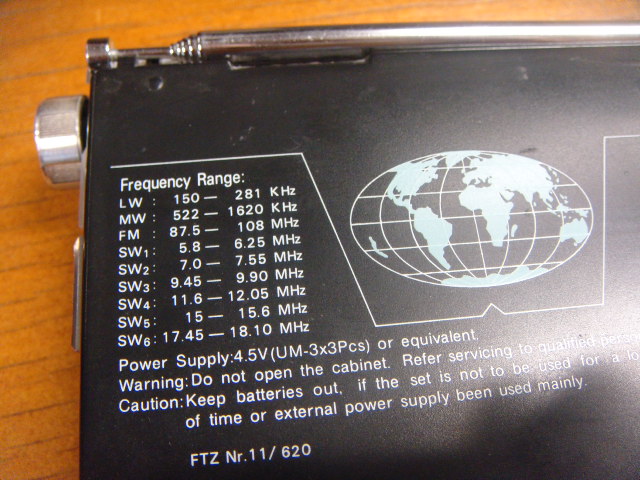 Frequency Range:
LW : 150 — 281 KHz
MW : 522 — 1620 KHz
FM : 87.5 — 108 MHz
SW1 : 5.8 — 6.25 MHz
SW2 : 7.0 — 7.55 MHz
SW3 : 9.45 — 9.90 MHz
SW4 : 11.6 — 12.05 MHz
SW5 : 15 — 15.6 MHz
SW6 : 17.45 — 18.10 MHz
Power Supply:4.5V(UM-3x3Pcs) or equivalent.
Warning:Do not open the cabinet. Refer servicing to qualified
Caution:Keep batteries out, if the set is not to be used for a
of time or external power supply been used mainly.
FTZ Nr.11/620